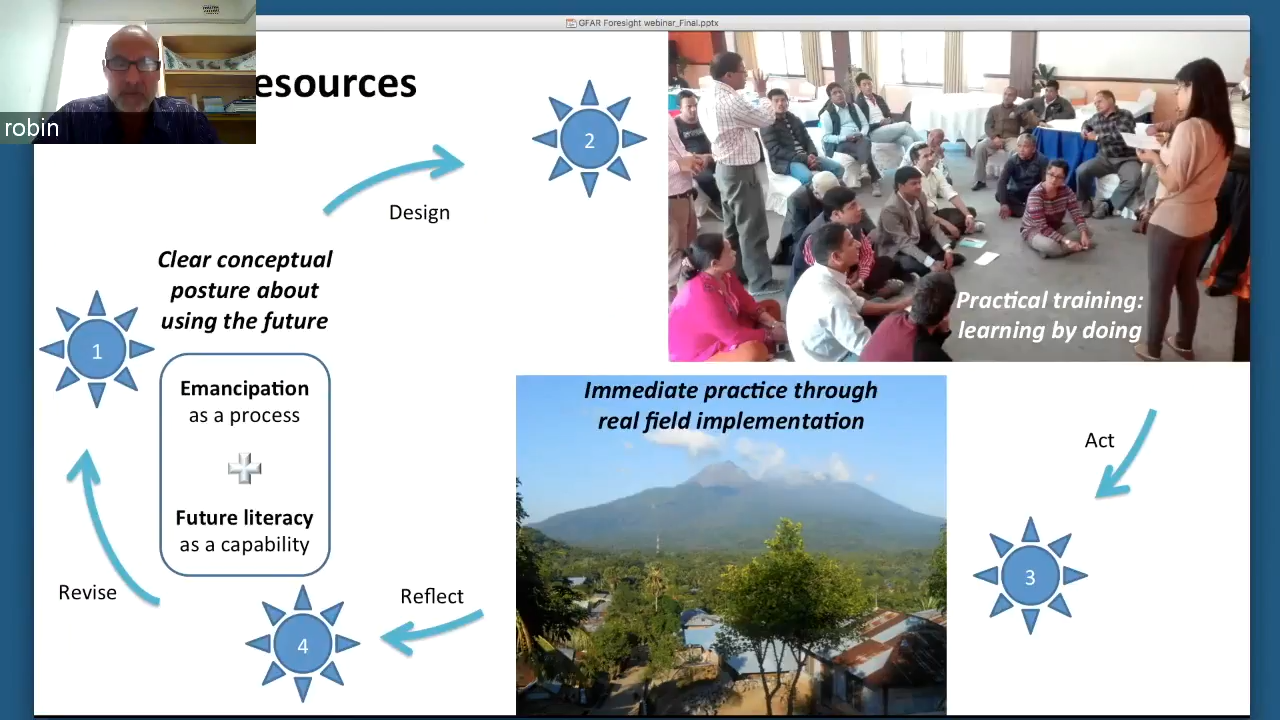 GFAR Foresight webinar_Final.pptx
robin
esources
2
Design
Clear conceptual
posture about
using the future
1
Emancipation
as a process
Future literacy
as a capability
Practical training:
learning by doing
Immediate practice through
real field implementation
Act
3
Revise
Reflect
4